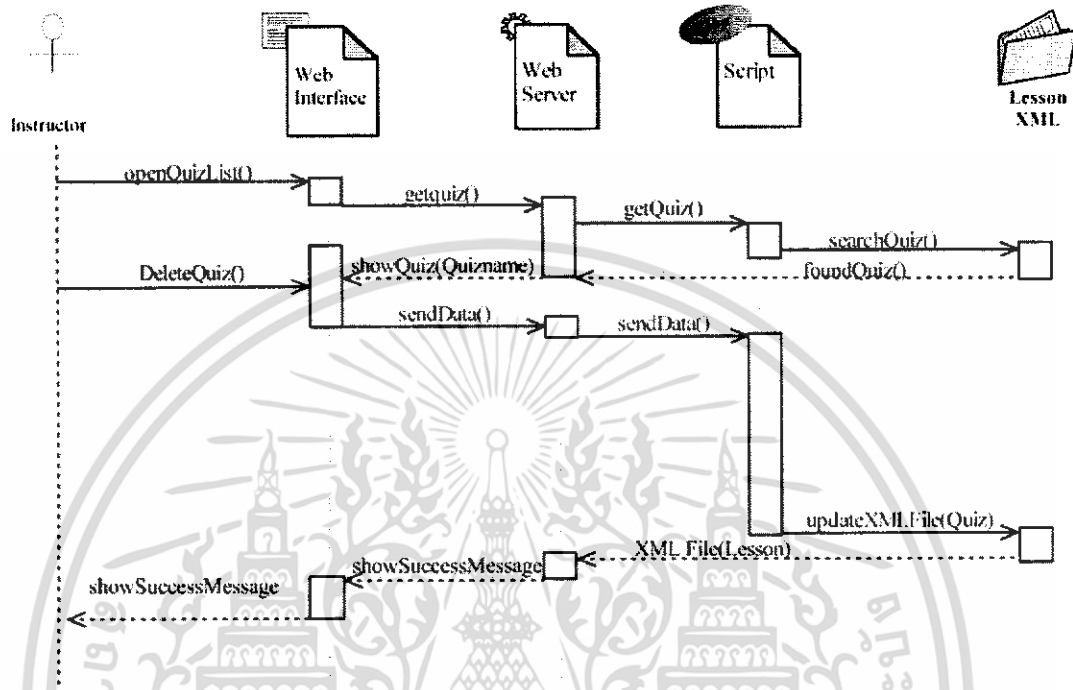 Web
Interface
Web
Server
Script
Instructor
Lesson
XML
openQuizList()
getquiz()
getQuiz()
searchQuiz()
DeleteQuiz()
showQuiz(Quizname)
foundQuiz()
sendData()
sendData()
updateXMLFile(Quiz)
XML File(Lesson)
showSuccessMessage
showSuccessMessage